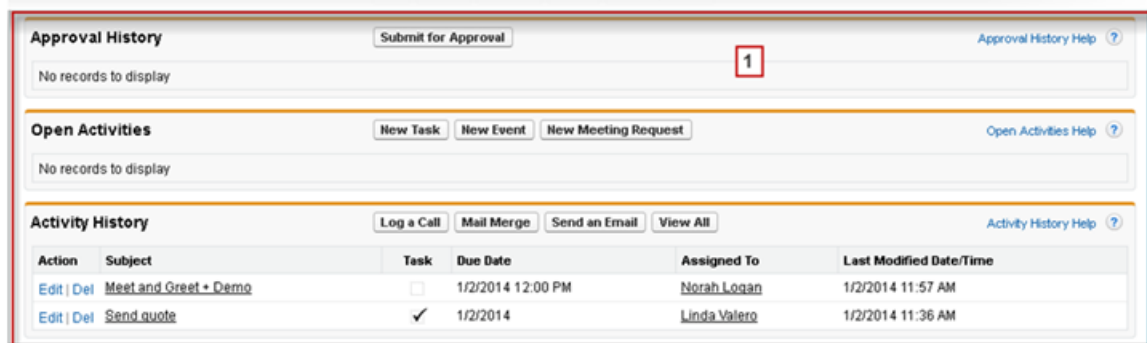 Approval History Submit for Approval Approval History Help ?
1
No records to display
Open Activities New Task New Event New Meeting Request Open Activities Help ?
No records to display
Activity History Log a Call Mail Merge Send an Email View All Activity History Help ?
Action Subject Task Due Date Assigned To Last Modified Date/Time
Edit | Del Meet and Greet + Demo 1/2/2014 12:00 PM Norah Logan 1/2/2014 11:57 AM
Edit | Del Send quote ✓ 1/2/2014 Linda Valero 1/2/2014 11:36 AM